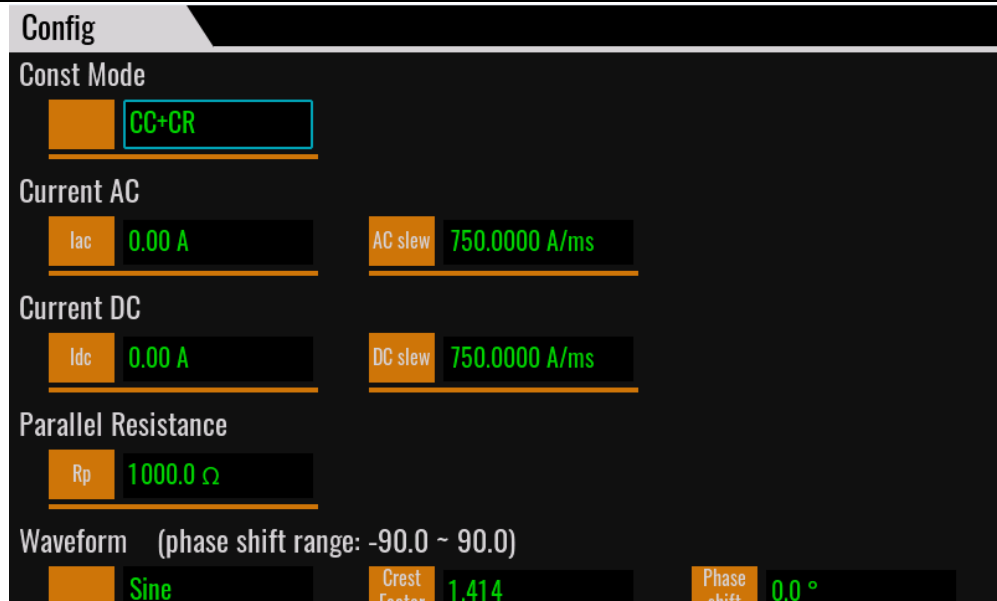 Config
Const Mode
CC+CR
Current AC
Iac 0.00 A AC slew 750.0000 A/ms
Current DC
Idc 0.00 A DC slew 750.0000 A/ms
Parallel Resistance
Rp 1000.0 Ω
Waveform (phase shift range: -90.0 ~ 90.0)
Sine Crest Factor 1.414 Phase shift 0.0 °